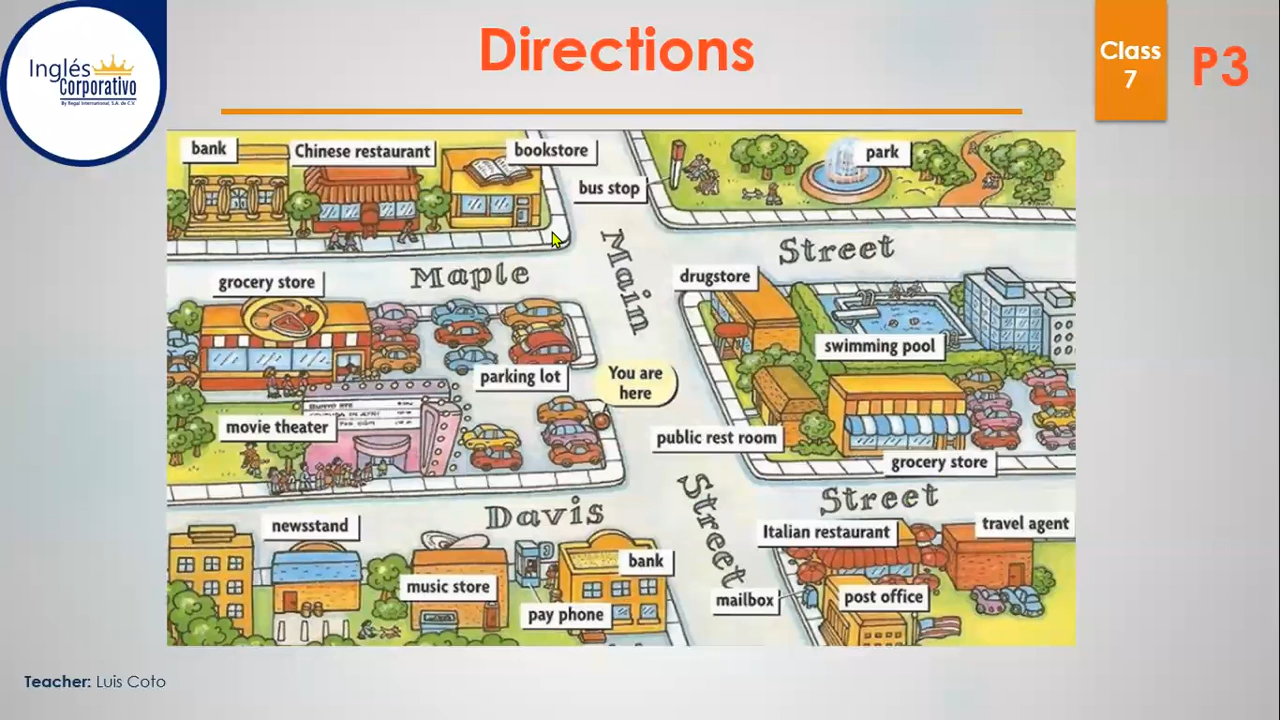 Directions
Class
7
P3
Inglés
Corporativo
By Regal International, S.A. de C.V.
bank
Chinese restaurant
bookstore
park
bus stop
Main
Street
Maple
grocery store
drugstore
swimming pool
parking lot
You are
here
movie theater
public rest room
grocery store
Street
Street
Davis
newsstand
Italian restaurant
travel agent
music store
bank
mailbox
post office
pay phone
Teacher: Luis Coto